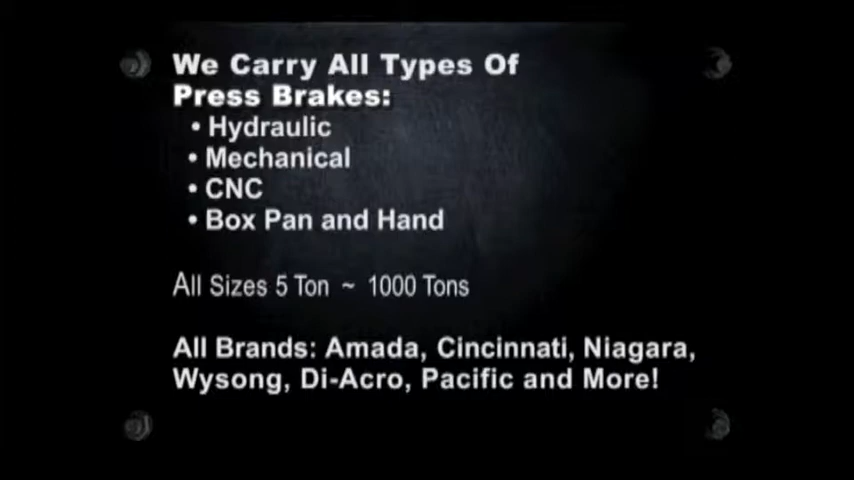 We Carry All Types Of
Press Brakes:
• Hydraulic
• Mechanical
• CNC
• Box Pan and Hand
All Sizes 5 Ton ~ 1000 Tons
All Brands: Amada, Cincinnati, Niagara,
Wysong, Di-Acro, Pacific and More!